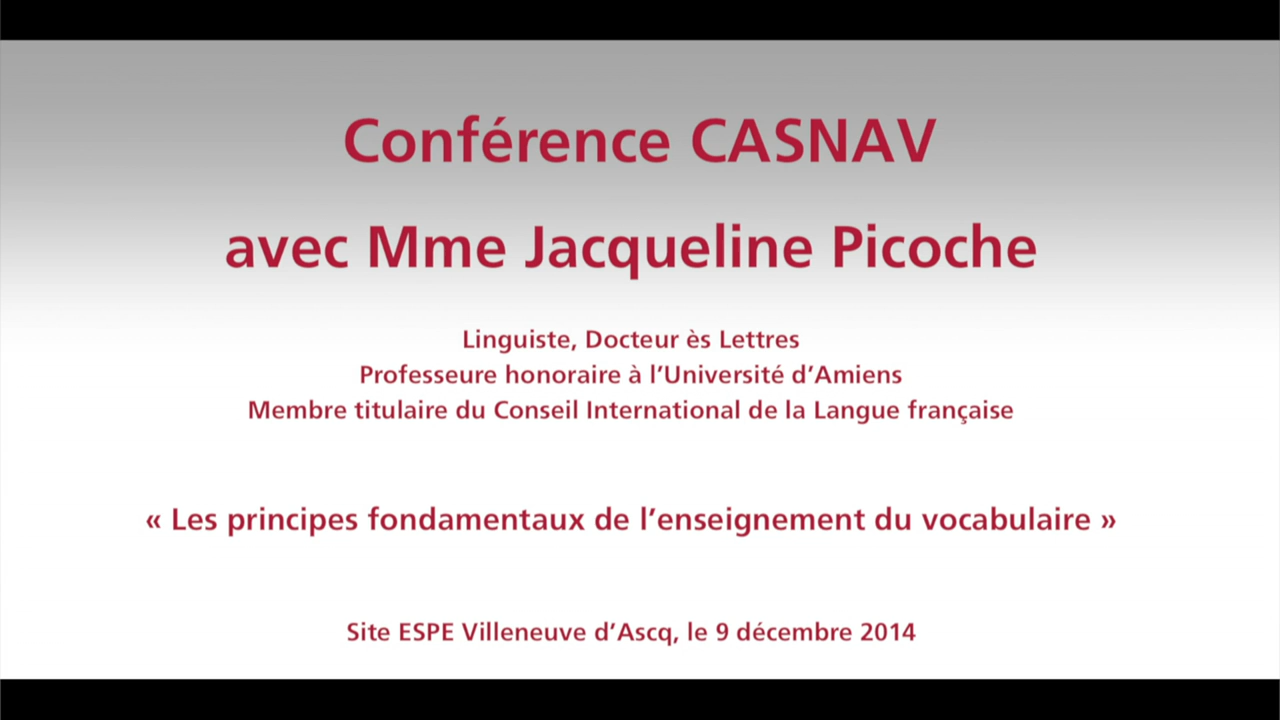 Conférence CASNAV
avec Mme Jacqueline Picoche
Linguiste, Docteur ès Lettres
Professeure honoraire à l’Université d’Amiens
Membre titulaire du Conseil International de la Langue française
« Les principes fondamentaux de l’enseignement du vocabulaire »
Site ESPE Villeneuve d’Ascq, le 9 décembre 2014